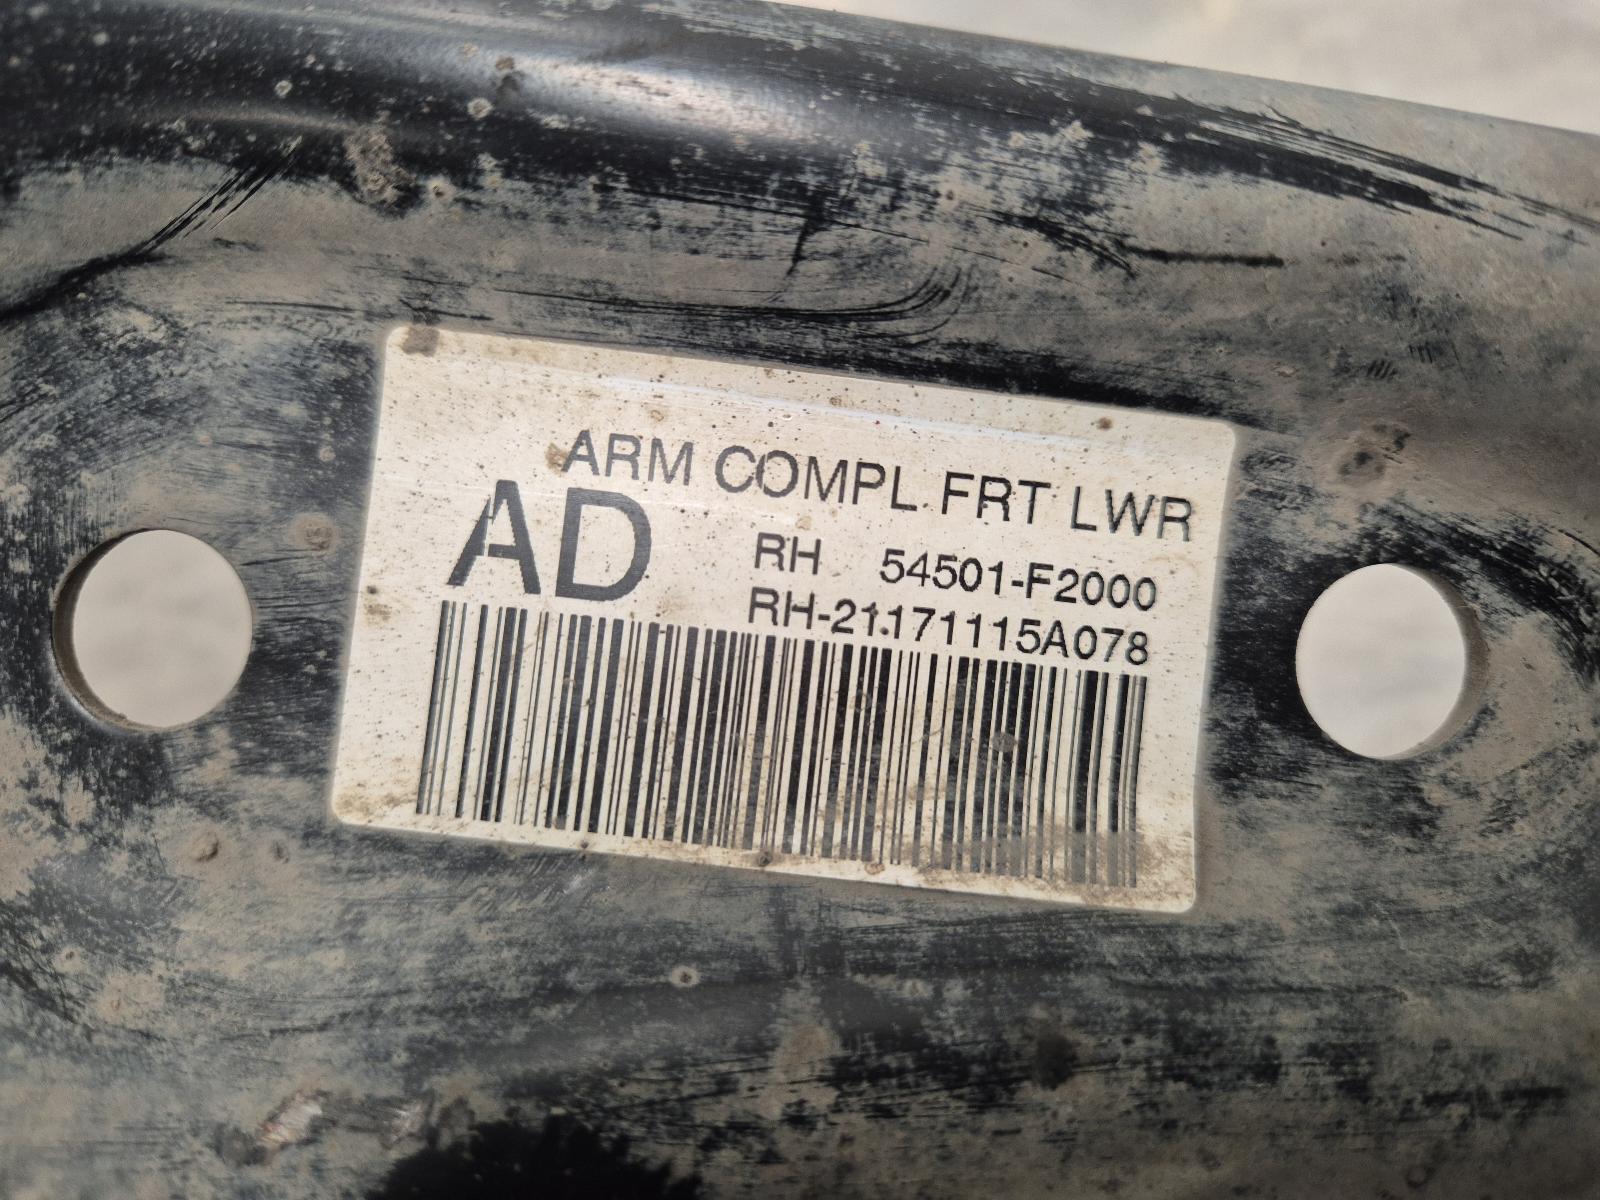 ARM COMPL FRT LWR
AD
RH 54501-F2000
RH-21.171115A078